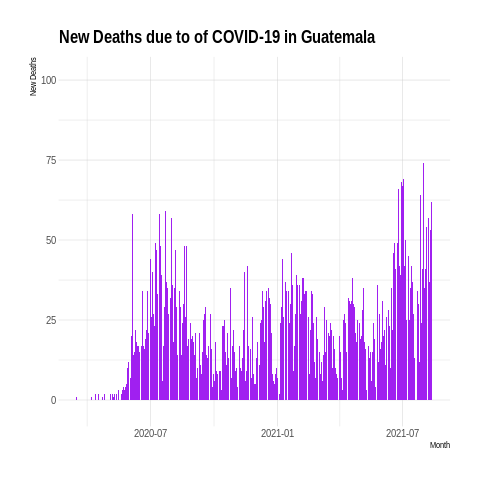 New Deaths due to of COVID-19 in Guatemala
New Deaths
100
75
50
25
0
2020-07
2021-01
2021-07
Month